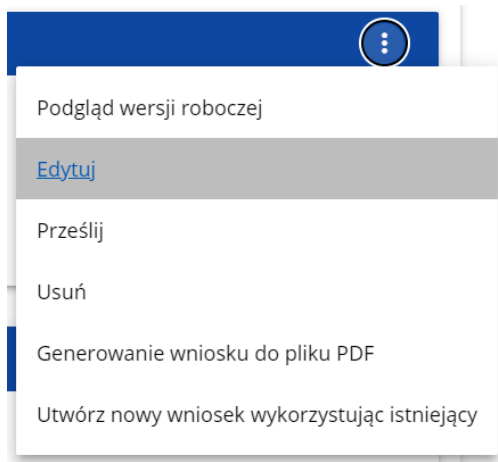 Podgląd wersji roboczej
Edytuj
Prześlij
Usuń
Generowanie wniosku do pliku PDF
Utwórz nowy wniosek wykorzystując istniejący